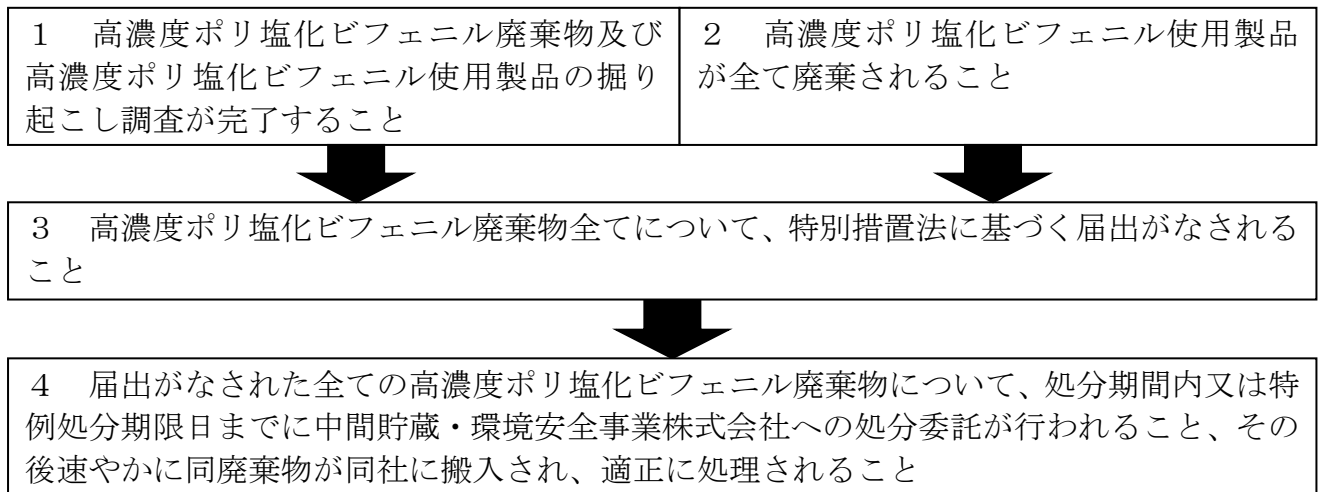 １　高濃度ポリ塩化ビフェニル廃棄物及び
高濃度ポリ塩化ビフェニル使用製品の掘り
起こし調査が完了すること
２　高濃度ポリ塩化ビフェニル使用製品
が全て廃棄されること
３　高濃度ポリ塩化ビフェニル廃棄物全てについて、特別措置法に基づく届出がなされる
こと
４　届出がなされた全ての高濃度ポリ塩化ビフェニル廃棄物について、処分期間内又は特
例処分期限日までに中間貯蔵・環境安全事業株式会社への処分委託が行われること、その
後速やかに同廃棄物が同社に搬入され、適正に処理されること